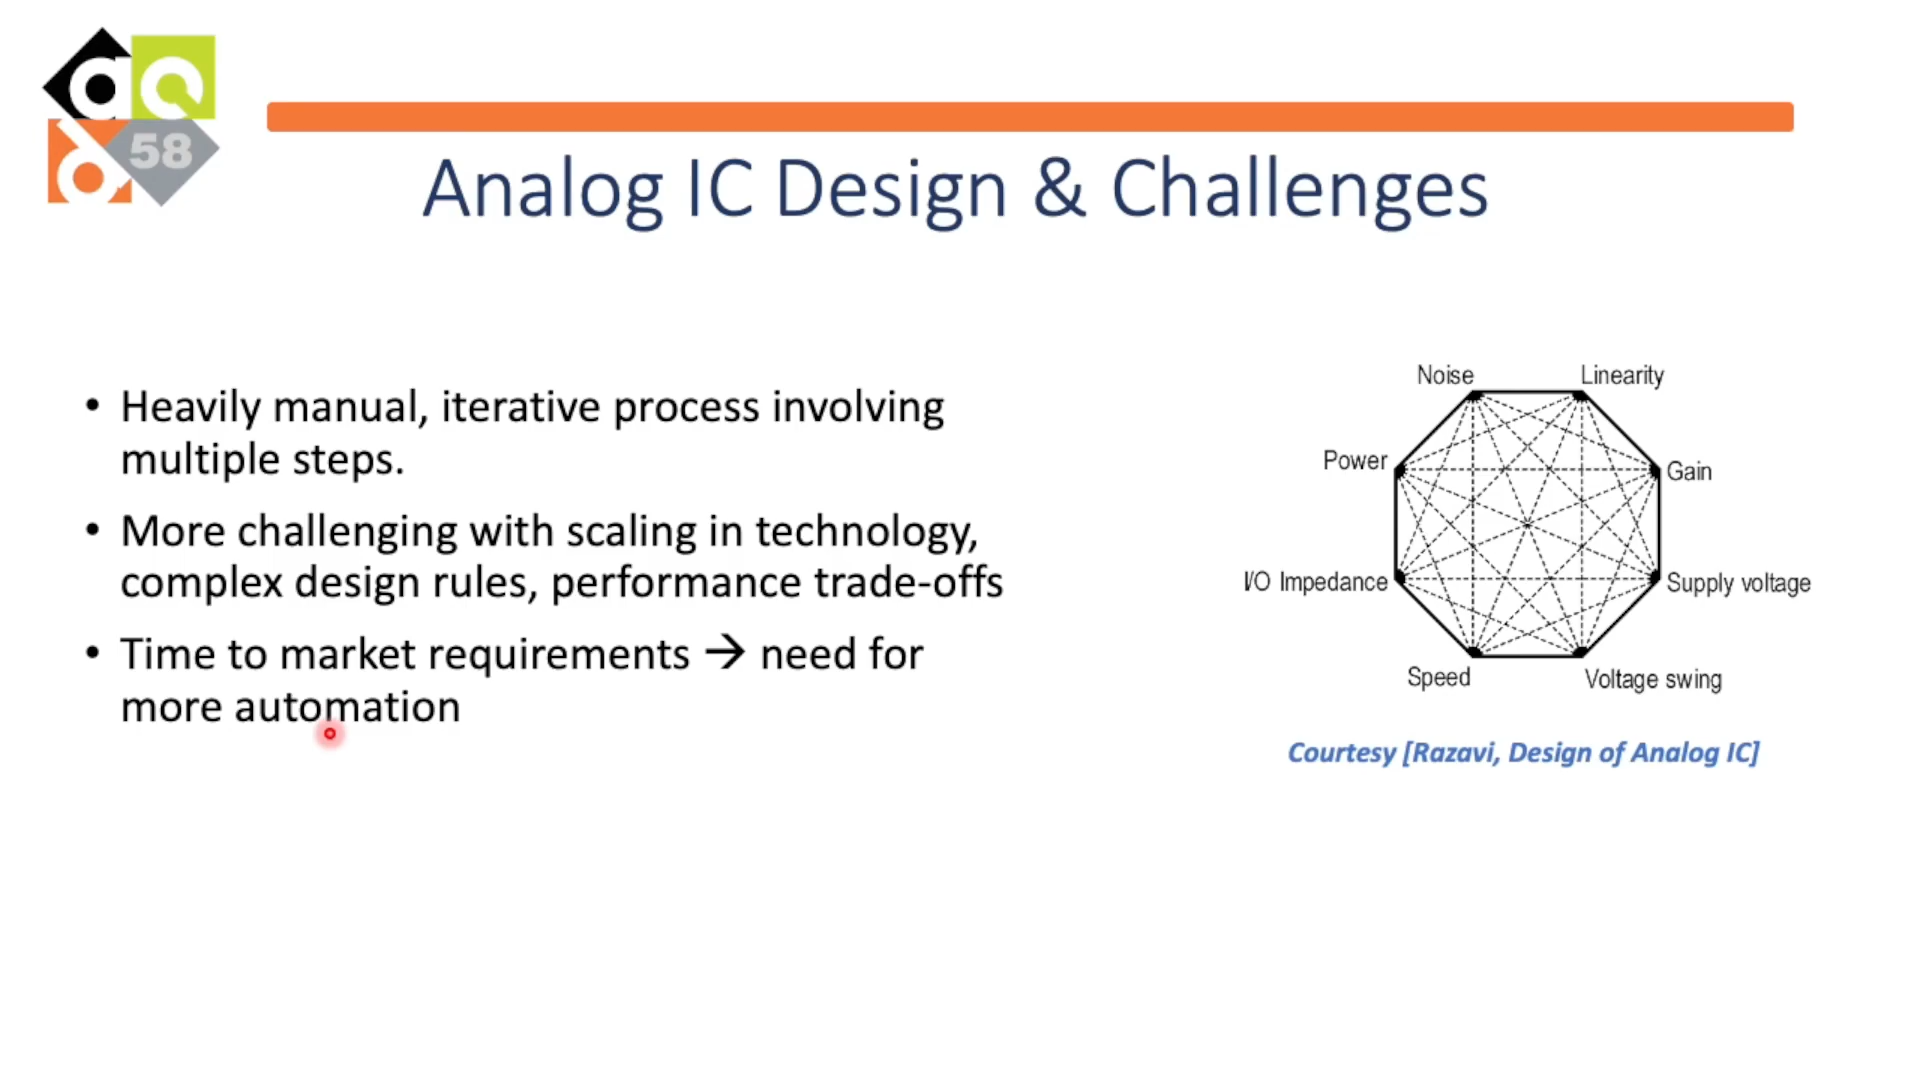 58
Analog IC Design & Challenges
• Heavily manual, iterative process involving
multiple steps.
• More challenging with scaling in technology,
complex design rules, performance trade-offs
• Time to market requirements → need for
more automation
Noise
Linearity
Power
Gain
I/O Impedance
Supply voltage
Speed
Voltage swing
Courtesy [Razavi, Design of Analog IC]